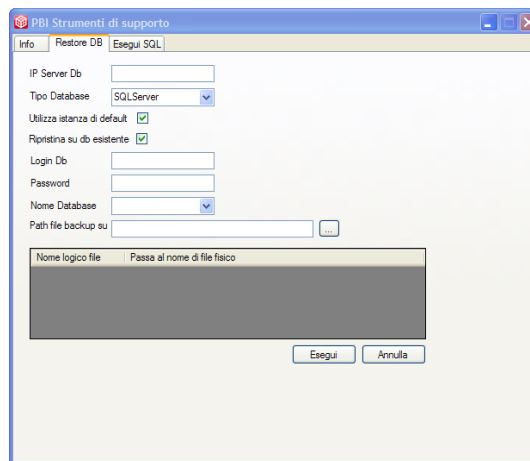 PBI Strumenti di supporto
Info Restore DB Esegui SQL
IP Server Db
Tipo Database SQLServer
Utilizza istanza di default
Ripristina su db esistente
Login Db
Password
Nome Database
Path file backup su ...
Nome logico file Passa al nome di file fisico
Esegui Annulla